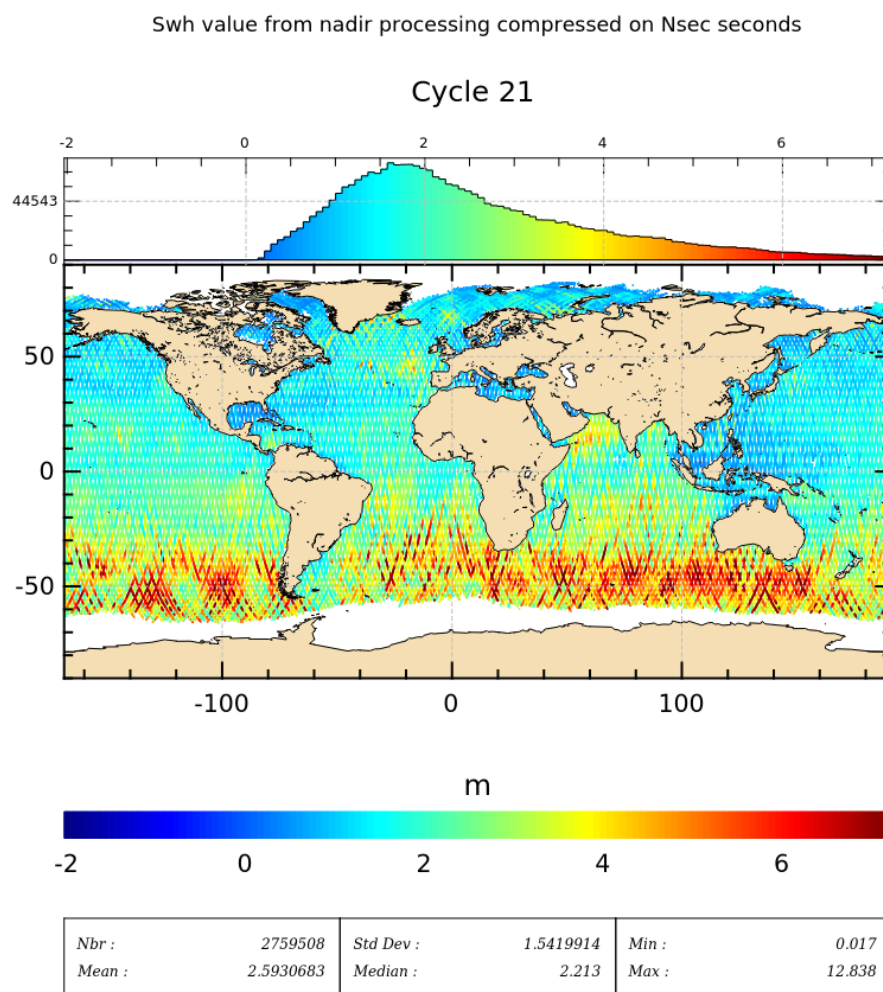 Swh value from nadir processing compressed on Nsec seconds
Cycle 21
-2 0 2 4 6
44543
0
50
0
-50
-100 0 100
m
-2 0 2 4 6
Nbr : 2759508 Std Dev : 1.5419914 Min : 0.017
Mean : 2.5930683 Median : 2.213 Max : 12.838